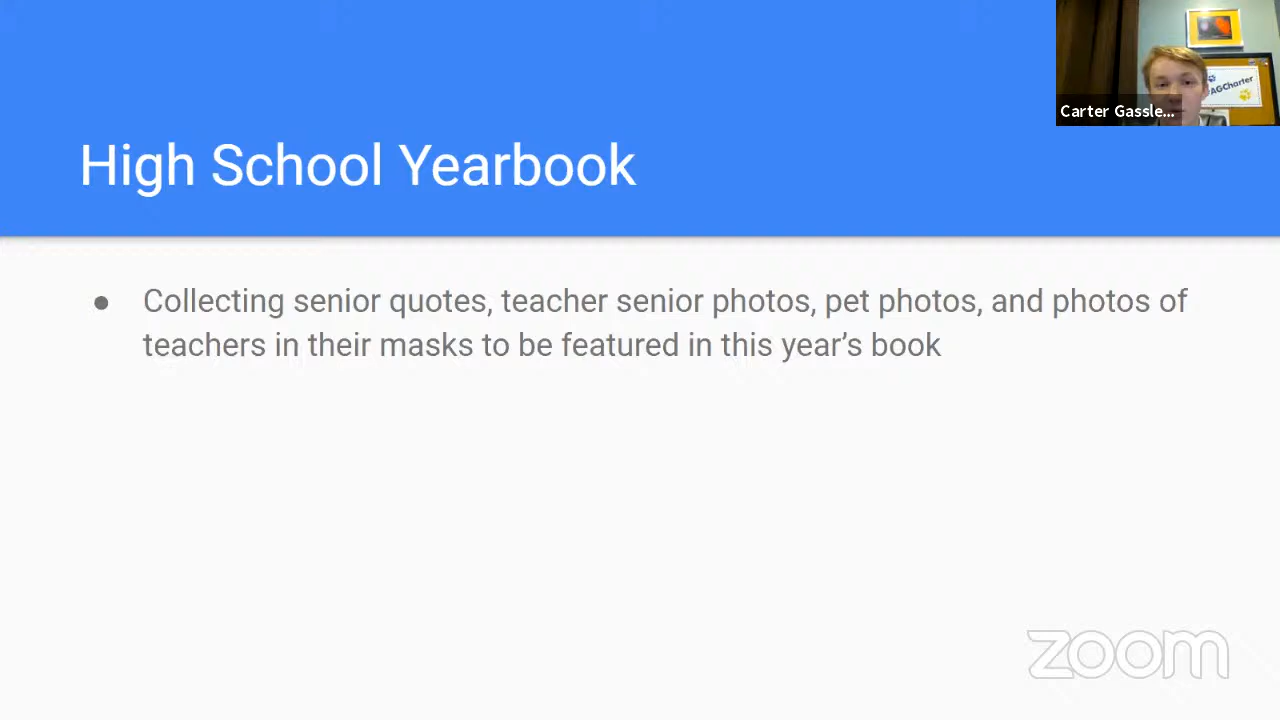 Carter Gassle...
High School Yearbook
● Collecting senior quotes, teacher senior photos, pet photos, and photos of
teachers in their masks to be featured in this year’s book
AGCharter
zoom